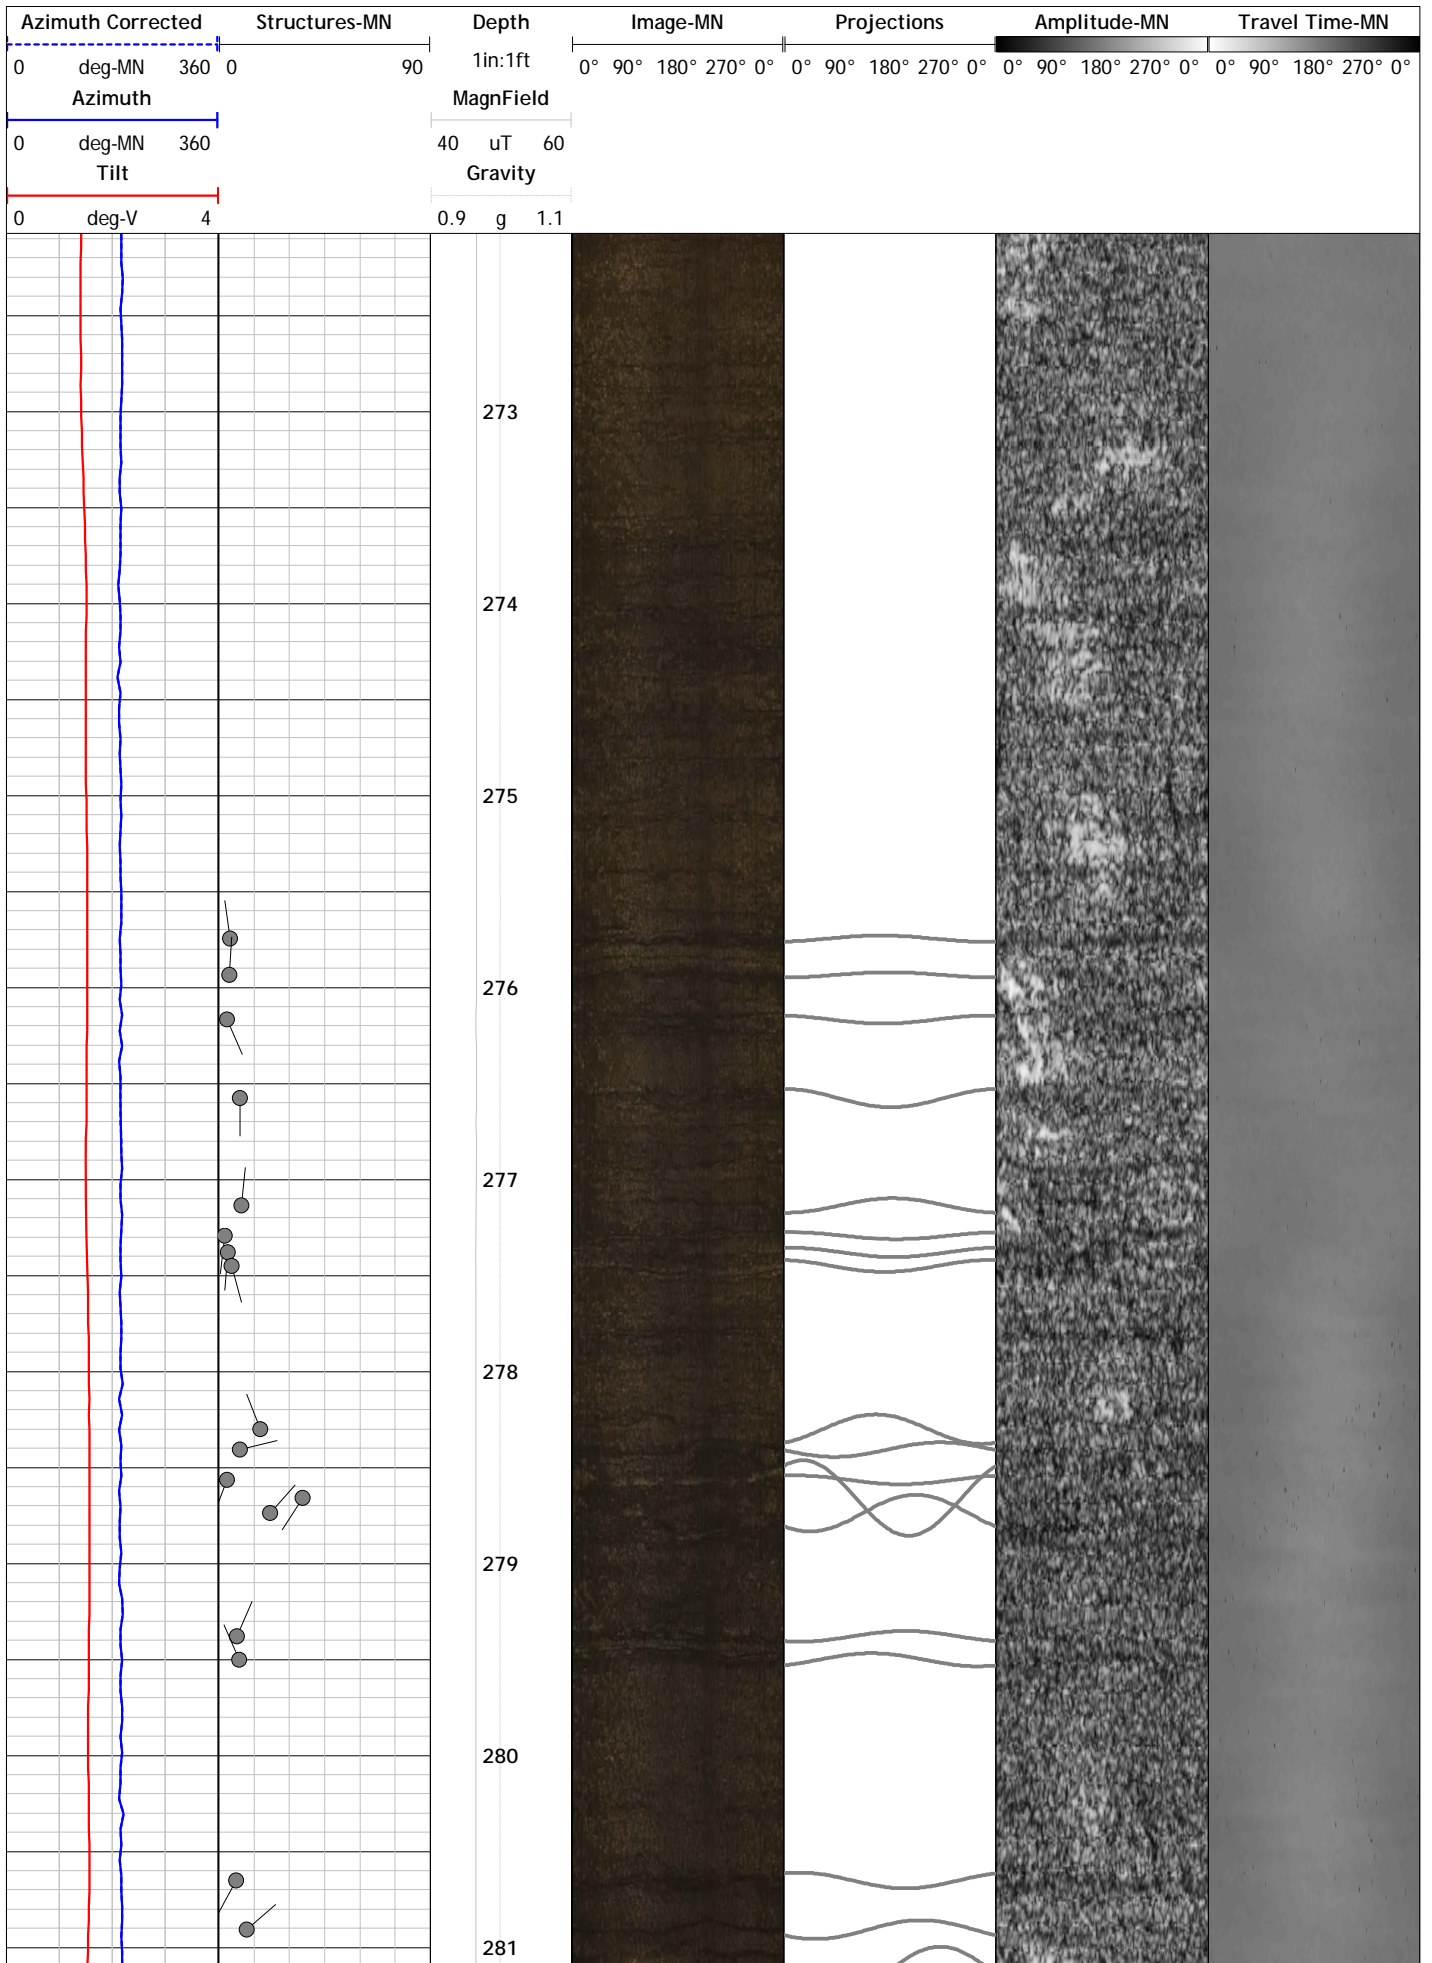 Azimuth Corrected Structures-MN Depth Image-MN Projections Amplitude-MN Travel Time-MN
1in:1ft
0 deg-MN 360 0 90 0° 90° 180° 270° 0° 0° 90° 180° 270° 0° 0° 90° 180° 270° 0° 0° 90° 180° 270° 0°
Azimuth MagnField
0 deg-MN 360 40 uT 60
Tilt Gravity
0 deg-V 4 0.9 g 1.1
273
274
275
276
277
278
279
280
281